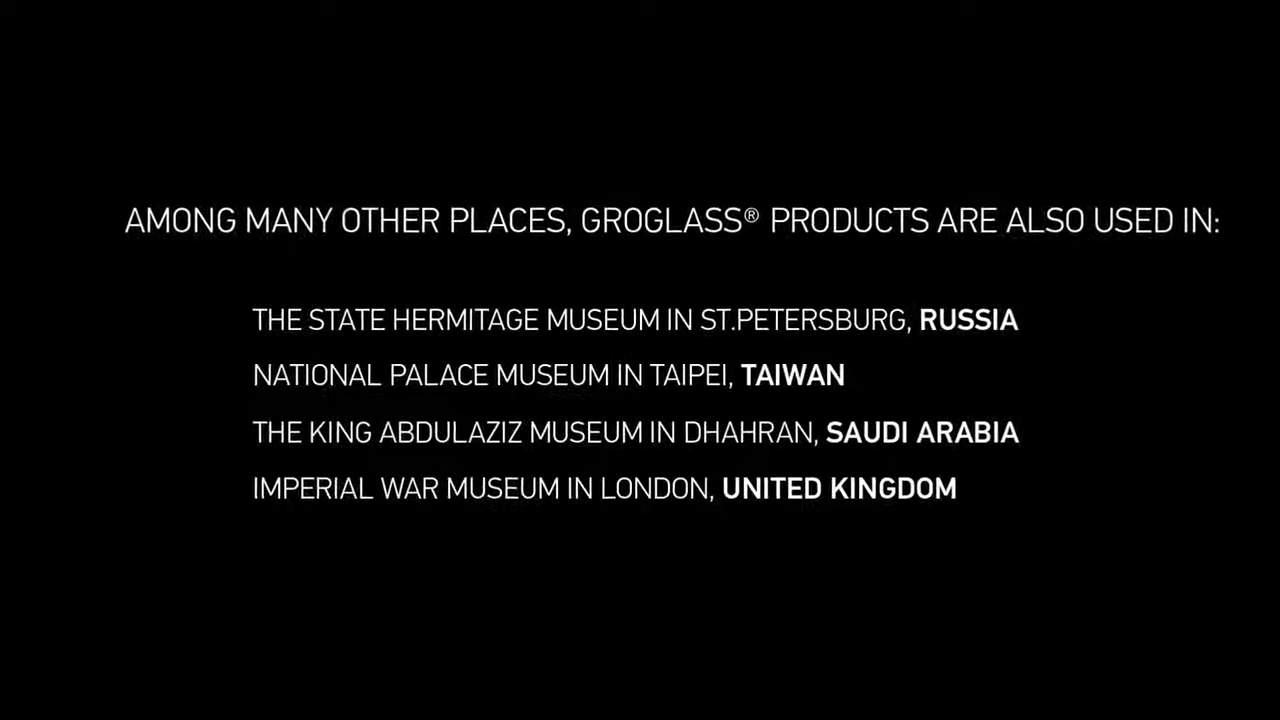 AMONG MANY OTHER PLACES, GROGLASS® PRODUCTS ARE ALSO USED IN:
THE STATE HERMITAGE MUSEUM IN ST.PETERSBURG, RUSSIA
NATIONAL PALACE MUSEUM IN TAIPEI, TAIWAN
THE KING ABDULAZIZ MUSEUM IN DHAHRAN, SAUDI ARABIA
IMPERIAL WAR MUSEUM IN LONDON, UNITED KINGDOM